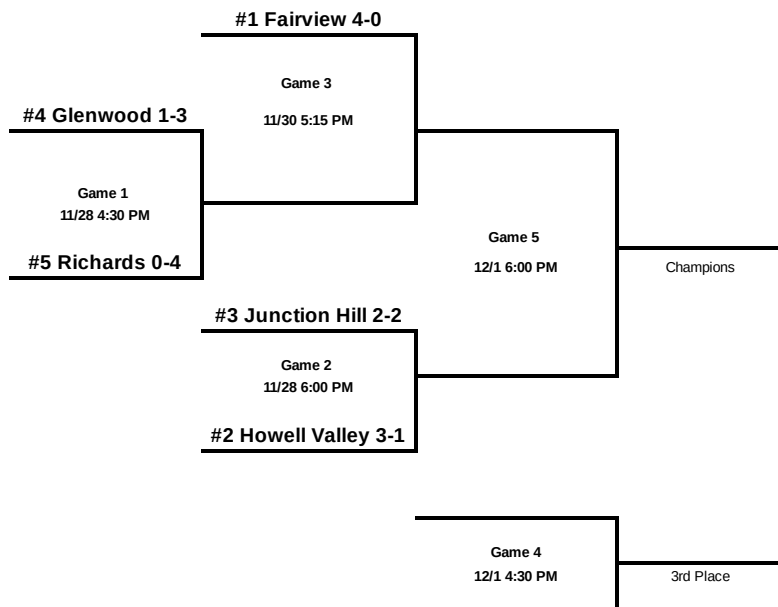 #1 Fairview 4-0
Game 3
11/30 5:15 PM
#4 Glenwood 1-3
Game 1
11/28 4:30 PM
#5 Richards 0-4
Game 5
12/1 6:00 PM
Champions
#3 Junction Hill 2-2
Game 2
11/28 6:00 PM
#2 Howell Valley 3-1
Game 4
12/1 4:30 PM
3rd Place